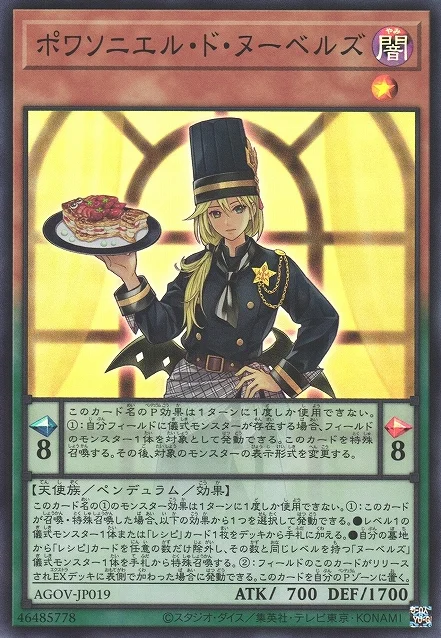 ポワソニエル・ド・ヌーベルズ
闇
8
8
このカード名のP効果は1ターンに1度しか使用できない。
①:自分フィールドに儀式モンスターが存在する場合、フィールド
のモンスター1体を対象として発動できる。このカードを特殊
召喚する。その後、対象のモンスターの表示形式を変更する。
【天使族/ペンデュラム/効果】
このカード名の①のモンスター効果は1ターンに1度しか使用できない。①:このカード
が召喚・特殊召喚した場合、以下の効果から1つを選択して発動できる。●レベル1の
儀式モンスター1体または「レシピ」カード1枚をデッキから手札に加える。●自分の墓地
から「レシピ」カードを任意の数だけ除外し、その数と同じレベルを持つ「ヌーベルズ」
儀式モンスター1体を手札から特殊召喚する。②:フィールドのこのカードがリリース
されEXデッキに表側で加わった場合に発動できる。このカードを自分のPゾーンに置く。
AGOV-JP019
ATK/ 700 DEF/1700
46485778
©スタジオ・ダイス/集英社・テレビ東京・KONAMI